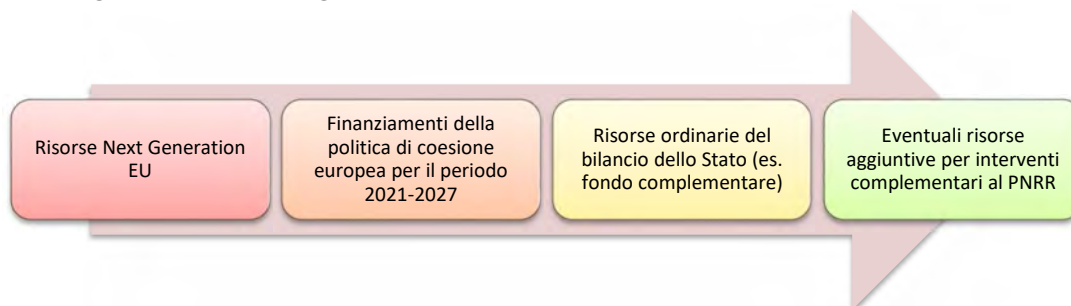 Risorse Next Generation
EU
Finanziamenti della
politica di coesione
europea per il periodo
2021-2027
Risorse ordinarie del
bilancio dello Stato (es.
fondo complementare)
Eventuali risorse
aggiuntive per interventi
complementari al PNRR